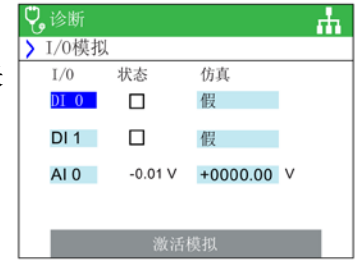 诊断
I/O模拟
I/O 状态 仿真
DI 0 假
DI 1 假
AI 0 -0.01 V +0000.00 V
激活模拟